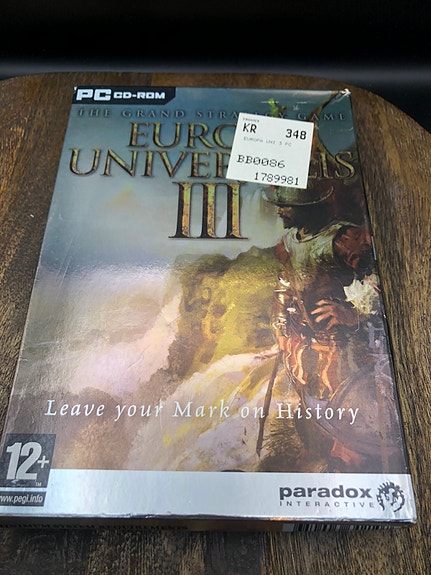 PC CD-ROM
THE GRAND STRATEGY GAME
EURO
UNIVER LIS
III
KR 348
EUROPA UNI 3 PC
BB0086
1789981
Leave your Mark on History
12+
www.pegi.info
paradox
INTERACTIVE